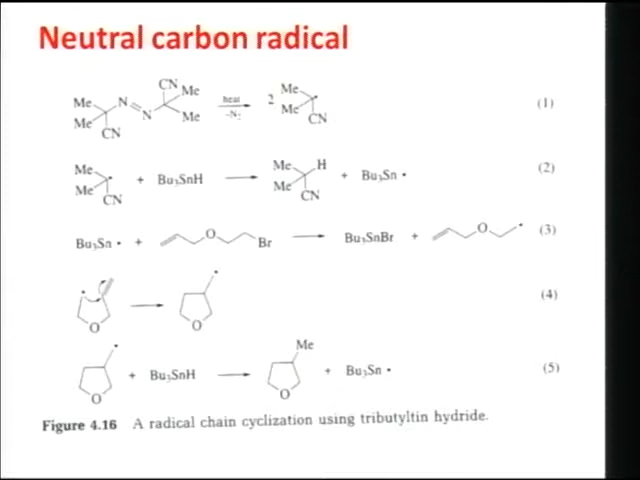 Neutral carbon radical
Me Me N=N CN Me Me CN heat -N₂ 2 Me Me CN (1)
Me Me CN + Bu₃SnH Me Me H CN + Bu₃Sn • (2)
Bu₃Sn • + O Br Bu₃SnBr + O • (3)
O O (4)
O + Bu₃SnH Me O + Bu₃Sn • (5)
Figure 4.16 A radical chain cyclization using tributyltin hydride.